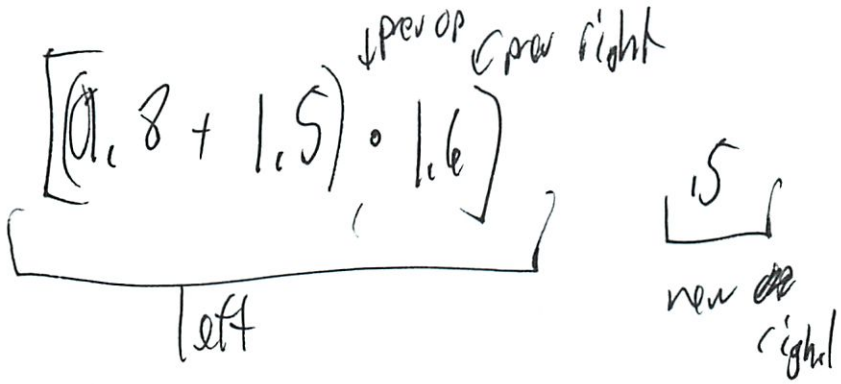 ↓prev op ↙prev right
[(0.8 + 1.5) · 1.6]
.5
left
new
right